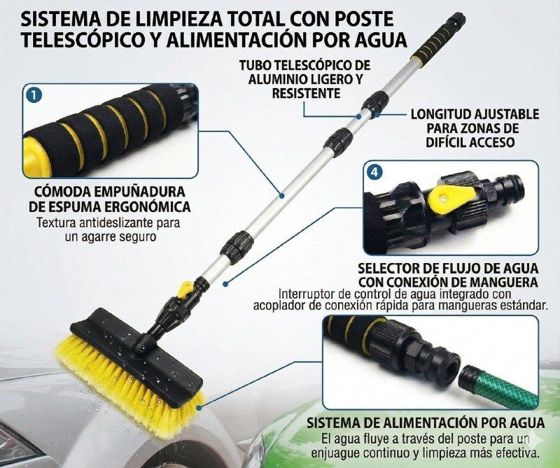 SISTEMA DE LIMPIEZA TOTAL CON POSTE
TELESCÓPICO Y ALIMENTACIÓN POR AGUA
TUBO TELESCÓPICO DE
ALUMINIO LIGERO Y
RESISTENTE
1
LONGITUD AJUSTABLE
PARA ZONAS DE
DIFÍCIL ACCESO
CÓMODA EMPUÑADURA
DE ESPUMA ERGONÓMICA
Textura antideslizante para
un agarre seguro
4
SELECTOR DE FLUJO DE AGUA
CON CONEXIÓN DE MANGUERA
Interruptor de control de agua integrado con
acoplador de conexión rápida para mangueras estándar.
SISTEMA DE ALIMENTACIÓN POR AGUA
El agua fluye a través del poste para un
enjuague continuo y limpieza más efectiva.